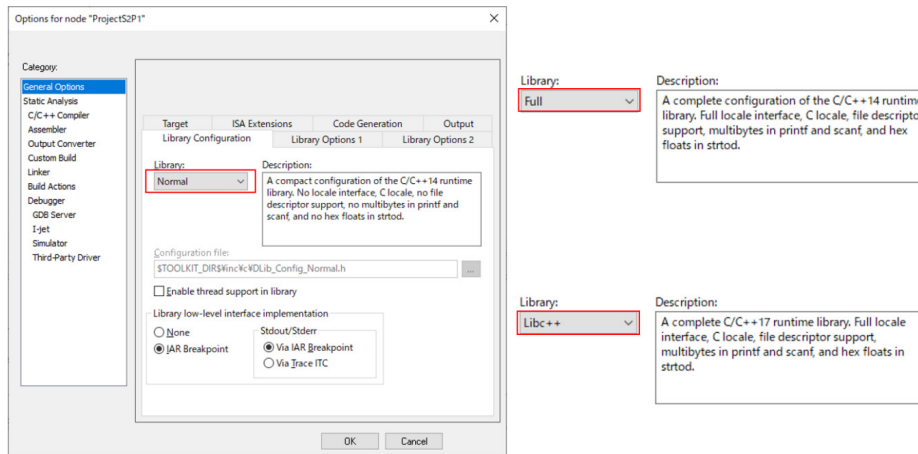 Options for node "ProjectS2P1"
Category:
General Options
Static Analysis
C/C++ Compiler
Assembler
Output Converter
Custom Build
Linker
Build Actions
Debugger
GDB Server
I-jet
Simulator
Third-Party Driver
Target ISA Extensions Code Generation Output
Library Configuration Library Options 1 Library Options 2
Library: Description:
Normal
A compact configuration of the C/C++14 runtime
library. No locale interface, C locale, no file
descriptor support, no multibytes in printf and
scanf, and no hex floats in strtod.
Configuration file:
$TOOLKIT_DIR$¥inc¥c¥DLib_Config_Normal.h
...
Enable thread support in library
Library low-level interface implementation
None
IAR Breakpoint
Stdout/Stderr
Via IAR Breakpoint
Via Trace ITC
OK Cancel
Library: Description:
Full
A complete configuration of the C/C++14 runtime
library. Full locale interface, C locale, file descripto
support, multibytes in printf and scanf, and hex
floats in strtod.
Library: Description:
Libc++
A complete C/C++17 runtime library. Full locale
interface, C locale, file descriptor support,
multibytes in printf and scanf, and hex floats in
strtod.